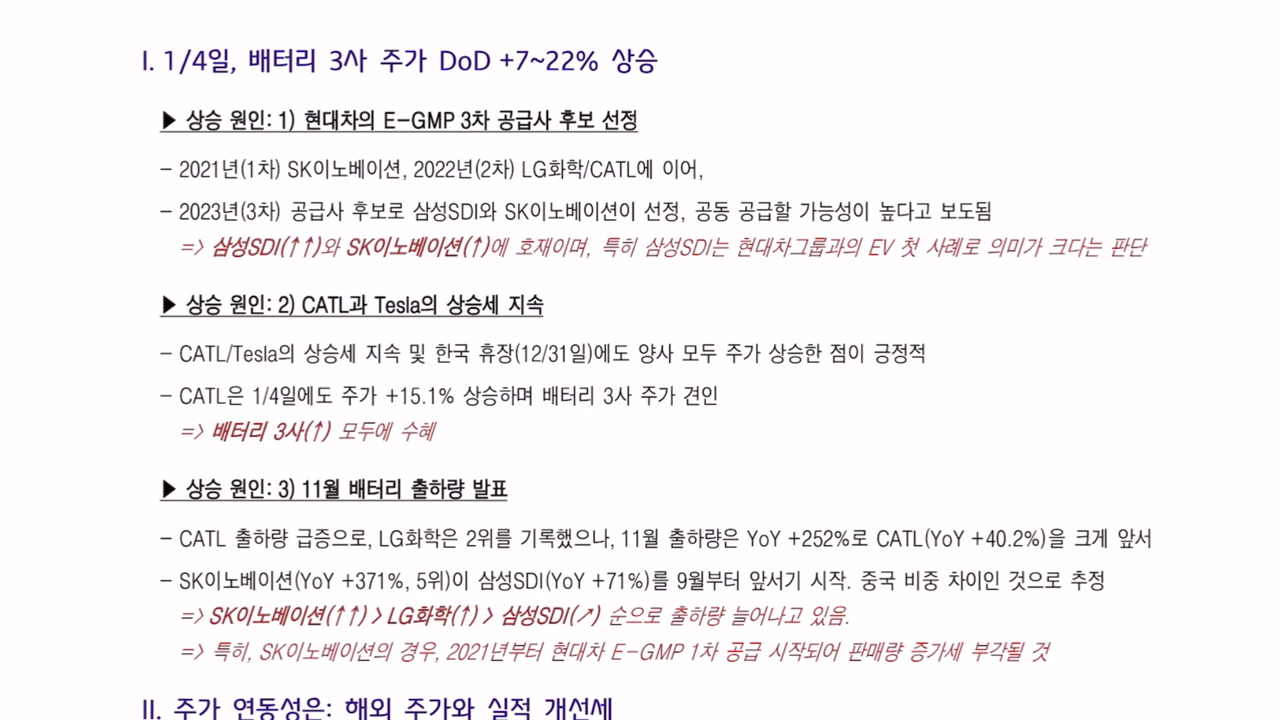 I. 1/4일, 배터리 3사 주가 DoD +7~22% 상승
▶ 상승 원인: 1) 현대차의 E-GMP 3차 공급사 후보 선정
- 2021년(1차) SK이노베이션, 2022년(2차) LG화학/CATL에 이어,
- 2023년(3차) 공급사 후보로 삼성SDI와 SK이노베이션이 선정, 공동 공급할 가능성이 높다고 보도됨
=> 삼성SDI(↑↑)와 SK이노베이션(↑)에 호재이며, 특히 삼성SDI는 현대차그룹과의 EV 첫 사례로 의미가 크다는 판단
▶ 상승 원인: 2) CATL과 Tesla의 상승세 지속
- CATL/Tesla의 상승세 지속 및 한국 휴장(12/31일)에도 양사 모두 주가 상승한 점이 긍정적
- CATL은 1/4일에도 주가 +15.1% 상승하며 배터리 3사 주가 견인
=> 배터리 3사(↑) 모두에 수혜
▶ 상승 원인: 3) 11월 배터리 출하량 발표
- CATL 출하량 급증으로, LG화학은 2위를 기록했으나, 11월 출하량은 YoY +252%로 CATL(YoY +40.2%)을 크게 앞서
- SK이노베이션(YoY +371%, 5위)이 삼성SDI(YoY +71%)를 9월부터 앞서기 시작. 중국 비중 차이인 것으로 추정
=> SK이노베이션(↑↑) > LG화학(↑) > 삼성SDI(↗) 순으로 출하량 늘어나고 있음.
=> 특히, SK이노베이션의 경우, 2021년부터 현대차 E-GMP 1차 공급 시작되어 판매량 증가세 부각될 것
II. 주가 연동성은: 해외 주가와 실적 개선세